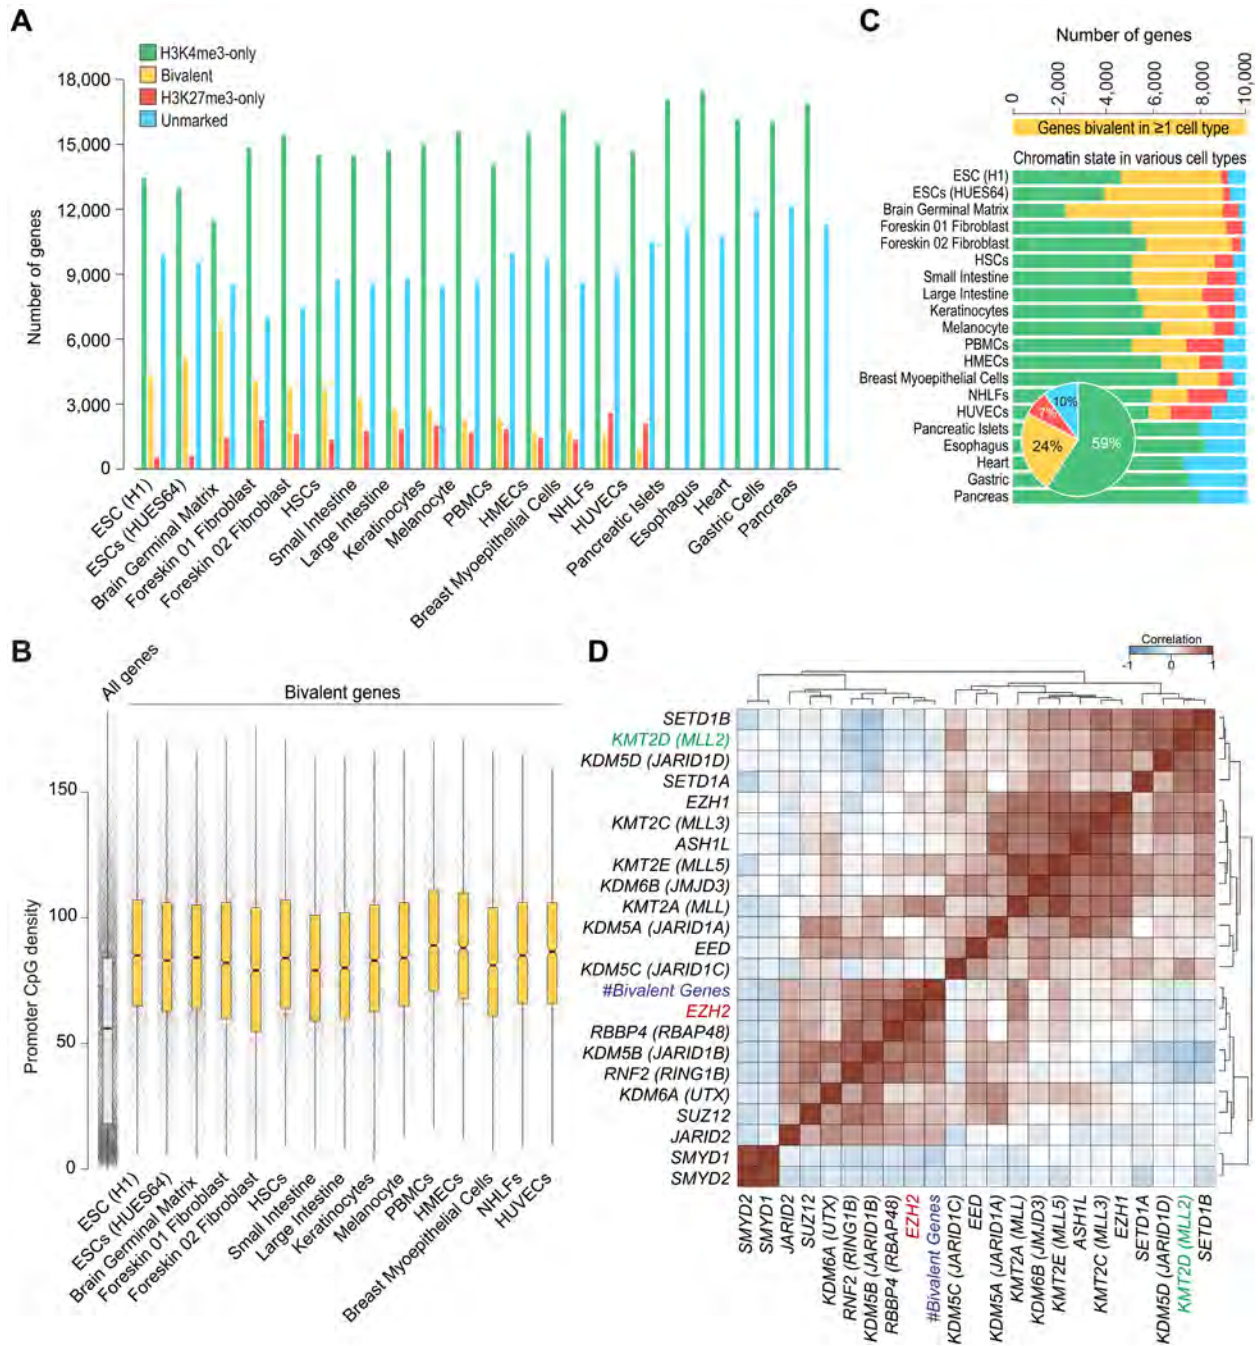 A
H3K4me3-only
Bivalent
H3K27me3-only
Unmarked
Number of genes
18,000
15,000
12,000
9,000
6,000
3,000
0
ESC (H1)
ESCs (HUES64)
Brain Germinal Matrix
Foreskin 01 Fibroblast
Foreskin 02 Fibroblast
HSCs
Small Intestine
Large Intestine
Keratinocytes
Melanocyte
PBMCs
HMECs
Breast Myoepithelial Cells
NHLFs
HUVECs
Pancreatic Islets
Esophagus
Heart
Gastric Cells
Pancreas
C
Number of genes
0
2,000
4,000
6,000
8,000
10,000
Genes bivalent in ≥1 cell type
Chromatin state in various cell types
ESC (H1)
ESCs (HUES64)
Brain Germinal Matrix
Foreskin 01 Fibroblast
Foreskin 02 Fibroblast
HSCs
Small Intestine
Large Intestine
Keratinocytes
Melanocyte
PBMCs
HMECs
Breast Myoepithelial Cells
NHLFs
HUVECs
Pancreatic Islets
Esophagus
Heart
Gastric
Pancreas
10%
7%
24%
59%
B
All genes
Bivalent genes
Promoter CpG density
150
100
50
0
ESC (H1)
ESCs (HUES64)
Brain Germinal Matrix
Foreskin 01 Fibroblast
Foreskin 02 Fibroblast
HSCs
Small Intestine
Large Intestine
Keratinocytes
Melanocyte
PBMCs
HMECs
Breast Myoepithelial Cells
NHLFs
HUVECs
D
Correlation
-1 0 1
SETD1B
KMT2D (MLL2)
KDM5D (JARID1D)
SETD1A
EZH1
KMT2C (MLL3)
ASH1L
KMT2E (MLL5)
KDM6B (JMJD3)
KMT2A (MLL)
KDM5A (JARID1A)
EED
KDM5C (JARID1C)
#Bivalent Genes
EZH2
RBBP4 (RBAP48)
KDM5B (JARID1B)
RNF2 (RING1B)
KDM6A (UTX)
SUZ12
JARID2
SMYD1
SMYD2
SMYD2
SMYD1
JARID2
SUZ12
KDM6A (UTX)
RNF2 (RING1B)
KDM5B (JARID1B)
RBBP4 (RBAP48)
EZH2
#Bivalent Genes
KDM5C (JARID1C)
EED
KDM5A (JARID1A)
KMT2A (MLL)
KDM6B (JMJD3)
KMT2E (MLL5)
ASH1L
KMT2C (MLL3)
EZH1
SETD1A
KDM5D (JARID1D)
KMT2D (MLL2)
SETD1B